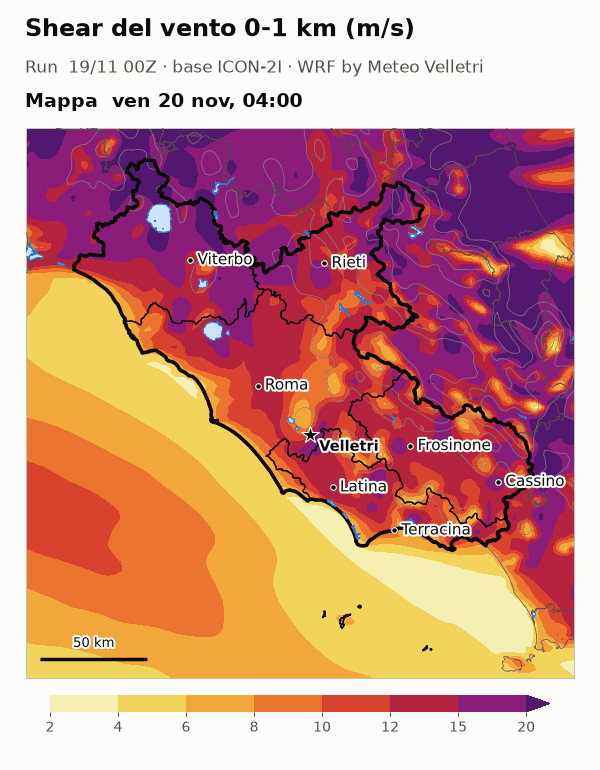 Shear del vento 0-1 km (m/s)
Run 19/11 00Z · base ICON-2I · WRF by Meteo Velletri
Mappa ven 20 nov, 04:00
Viterbo
Rieti
Roma
Velletri
Frosinone
Cassino
Latina
Terracina
50 km
2 4 6 8 10 12 15 20